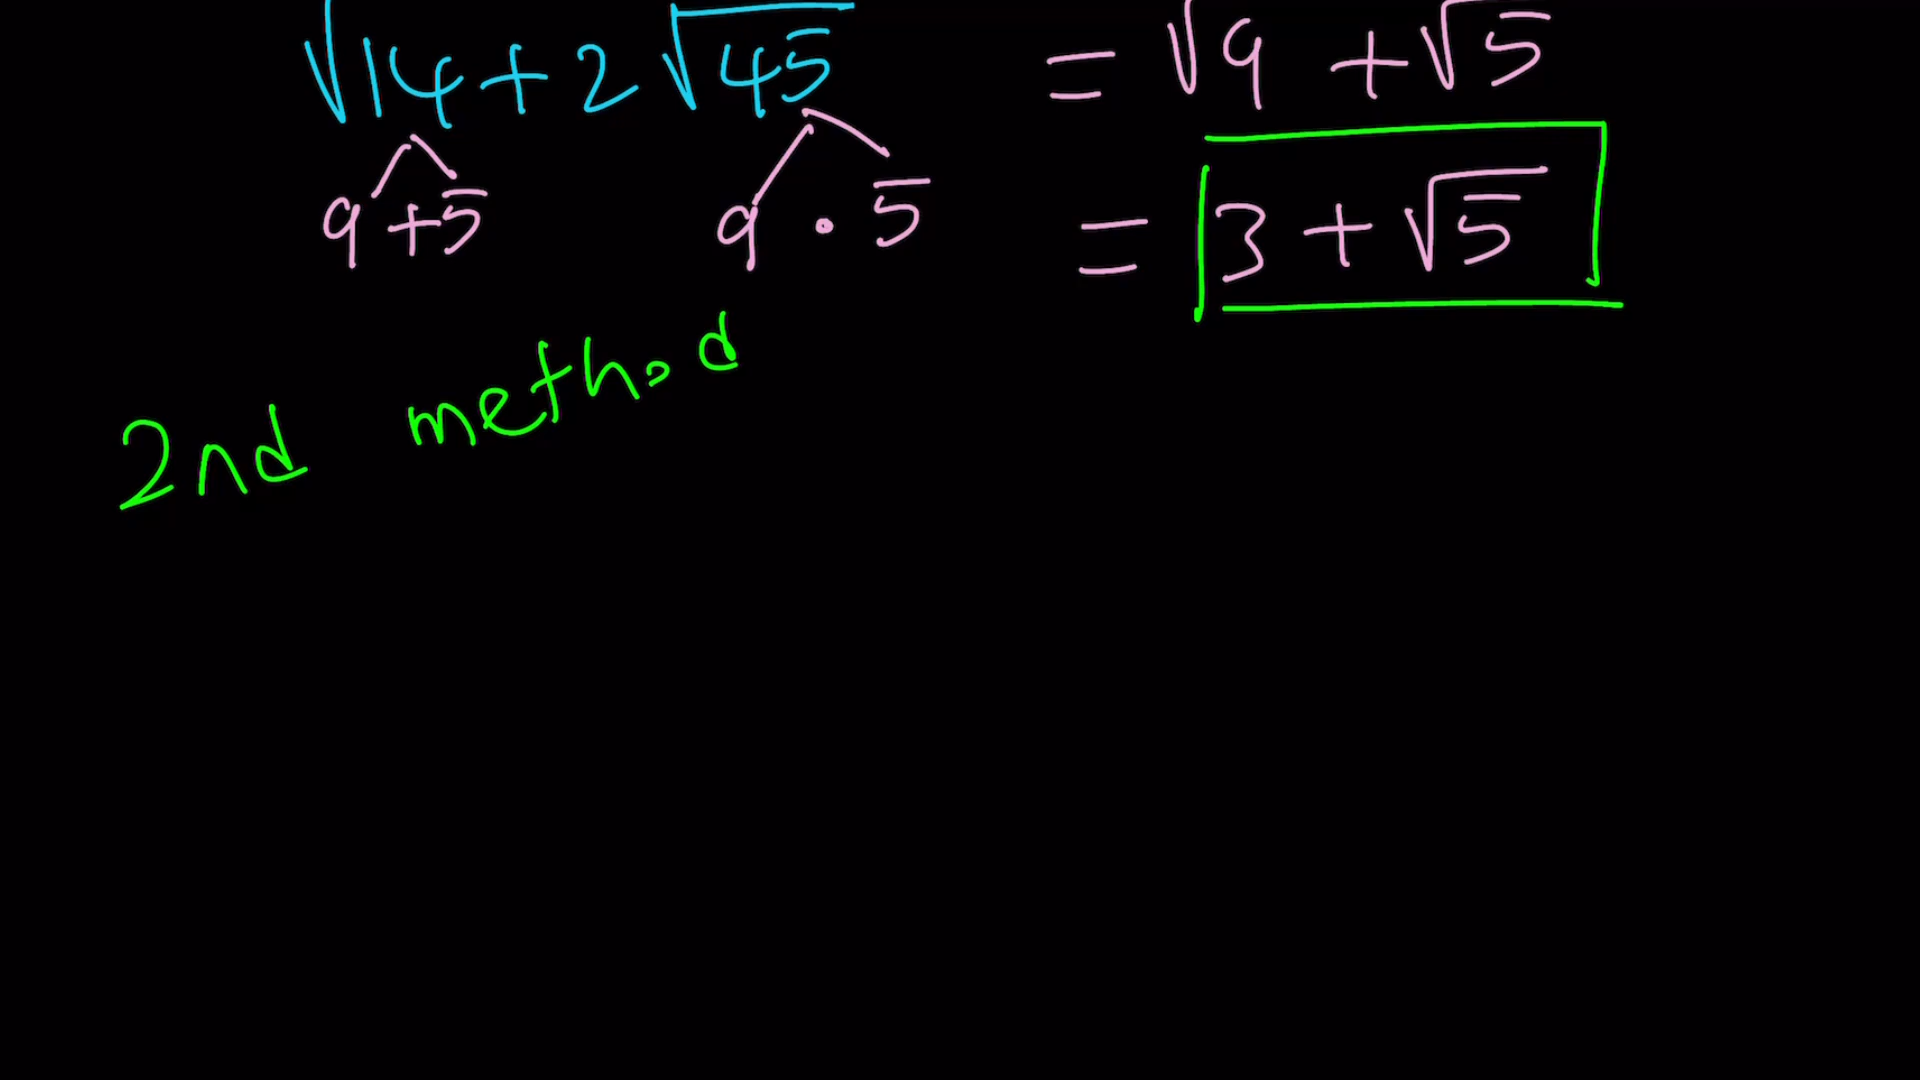 √14+2√45 = √9 + √5
9+5 9 · 5 = 3+√5
2nd method